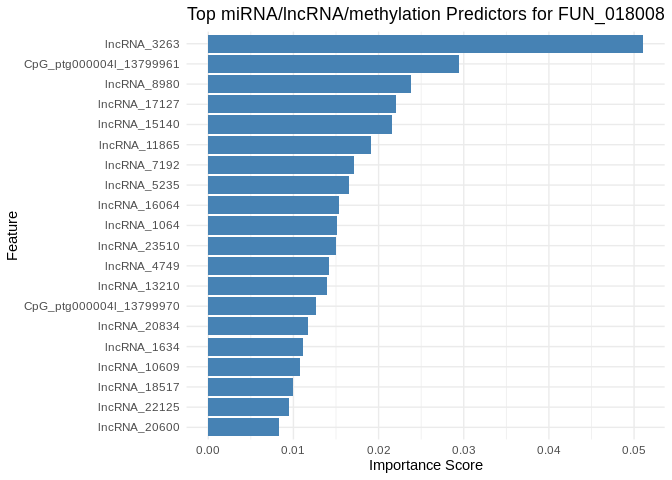 Top miRNA/lncRNA/methylation Predictors for FUN_018008
Feature
lncRNA_3263
CpG_ptg000004l_13799961
lncRNA_8980
lncRNA_17127
lncRNA_15140
lncRNA_11865
lncRNA_7192
lncRNA_5235
lncRNA_16064
lncRNA_1064
lncRNA_23510
lncRNA_4749
lncRNA_13210
CpG_ptg000004l_13799970
lncRNA_20834
lncRNA_1634
lncRNA_10609
lncRNA_18517
lncRNA_22125
lncRNA_20600
0.00 0.01 0.02 0.03 0.04 0.05
Importance Score